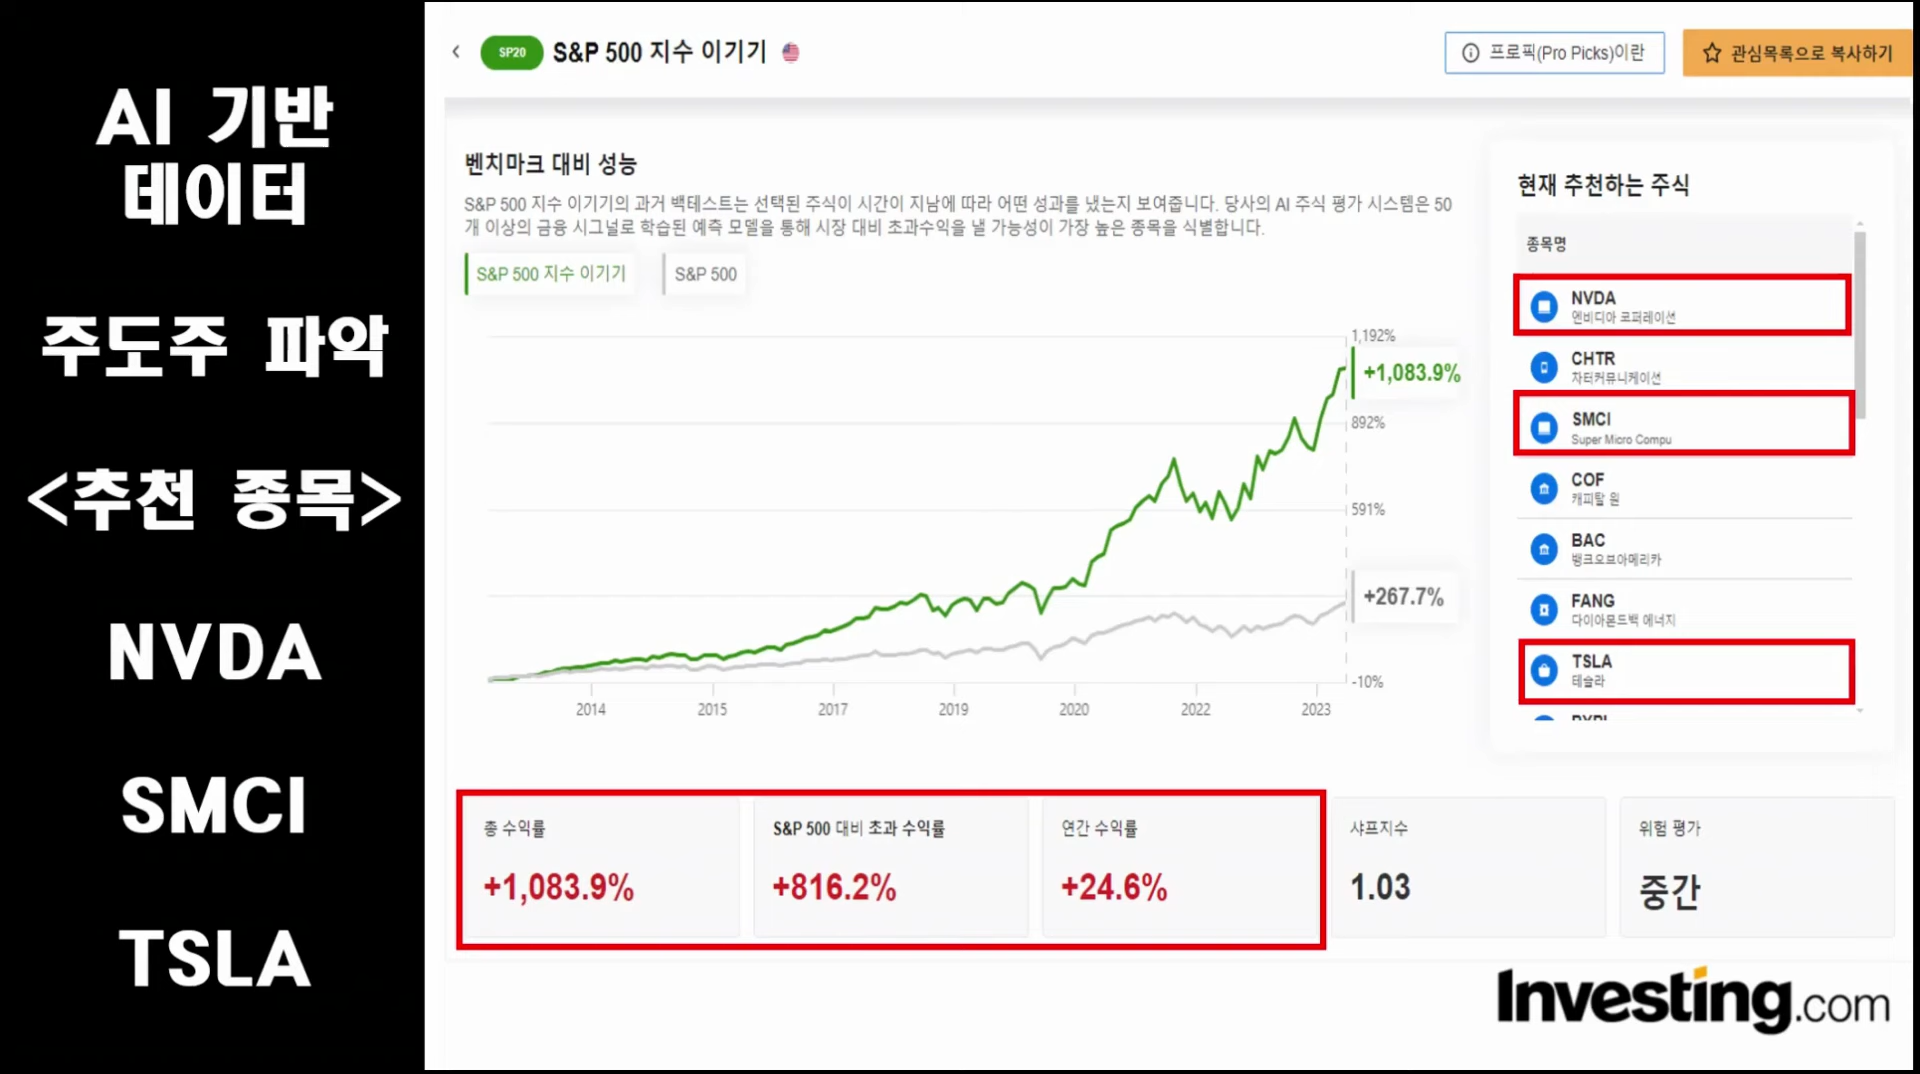 AI 기반
데이터
주도주 파악
<추천 종목>
NVDA
SMCI
TSLA
SP20
S&P 500 지수 이기기
프로픽(Pro Picks)이란
관심목록으로 복사하기
벤치마크 대비 성능
S&P 500 지수 이기기의 과거 백테스트는 선택된 주식이 시간이 지남에 따라 어떤 성과를 냈는지 보여줍니다. 당사의 AI 주식 평가 시스템은 50
개 이상의 금융 시그널로 학습된 예측 모델을 통해 시장 대비 초과수익을 낼 가능성이 가장 높은 종목을 식별합니다.
S&P 500 지수 이기기
S&P 500
1,192%
+1,083.9%
892%
591%
+267.7%
-10%
2014
2015
2017
2019
2020
2022
2023
현재 추천하는 주식
종목명
NVDA
엔비디아 코퍼레이션
CHTR
차터커뮤니케이션
SMCI
Super Micro Compu
COF
캐피탈 원
BAC
뱅크오브아메리카
FANG
다이아몬드백 에너지
TSLA
테슬라
총 수익률
+1,083.9%
S&P 500 대비 초과 수익률
+816.2%
연간 수익률
+24.6%
샤프지수
1.03
위험 평가
중간
Investing.com